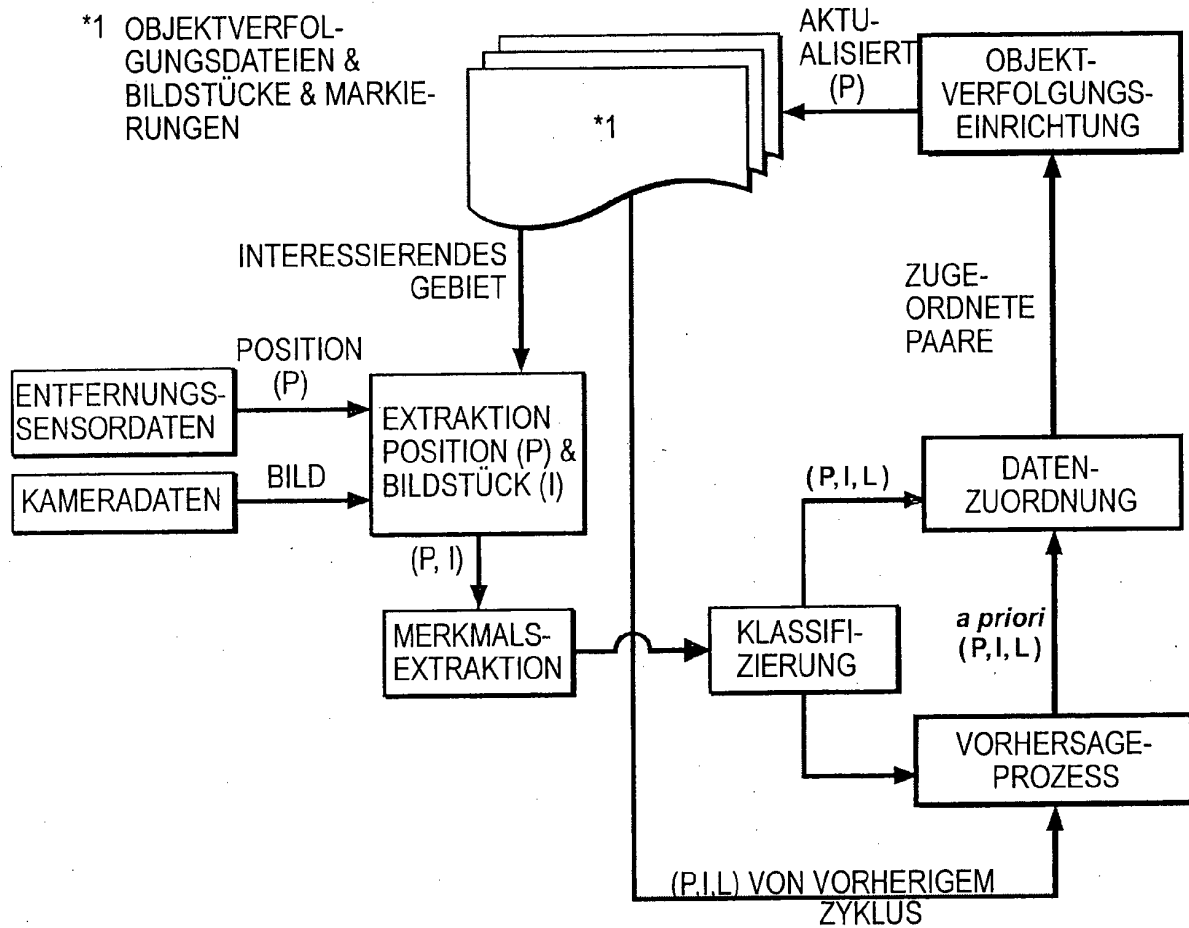 *1 OBJEKTVERFOL-
GUNGSDATEIEN &
BILDSTÜCKE & MARKIE-
RUNGEN
*1
AKTU-
ALISIERT
(P)
OBJEKT-
VERFOLGUNGS-
EINRICHTUNG
INTERESSIERENDES
GEBIET
ZUGE-
ORDNETE
PAARE
POSITION
(P)
ENTFERNUNGS-
SENSORDATEN
EXTRAKTION
POSITION (P) &
BILDSTÜCK (I)
BILD
KAMERADATEN
(P, I)
(P, I, L)
DATEN-
ZUORDNUNG
MERKMALS-
EXTRAKTION
KLASSIFI-
ZIERUNG
a priori
(P, I, L)
VORHERSAGE-
PROZESS
(P,I,L) VON VORHERIGEM
ZYKLUS